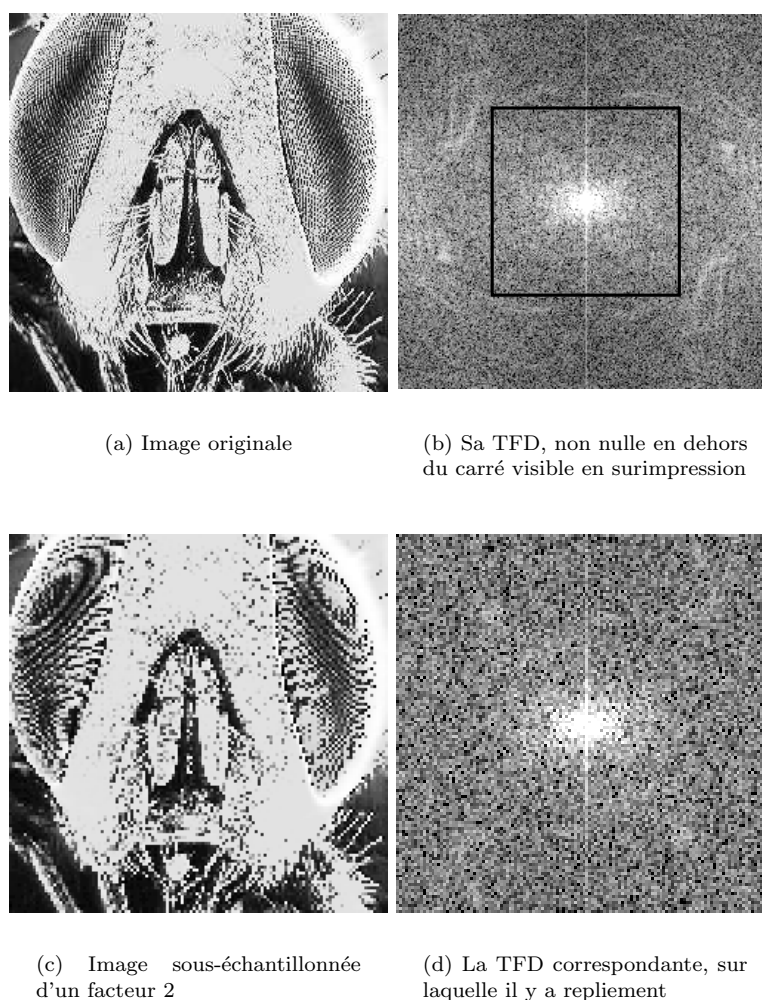 (a) Image originale
(b) Sa TFD, non nulle en dehors
du carré visible en surimpression
(c) Image sous-échantillonnée
d'un facteur 2
(d) La TFD correspondante, sur
laquelle il y a repliement